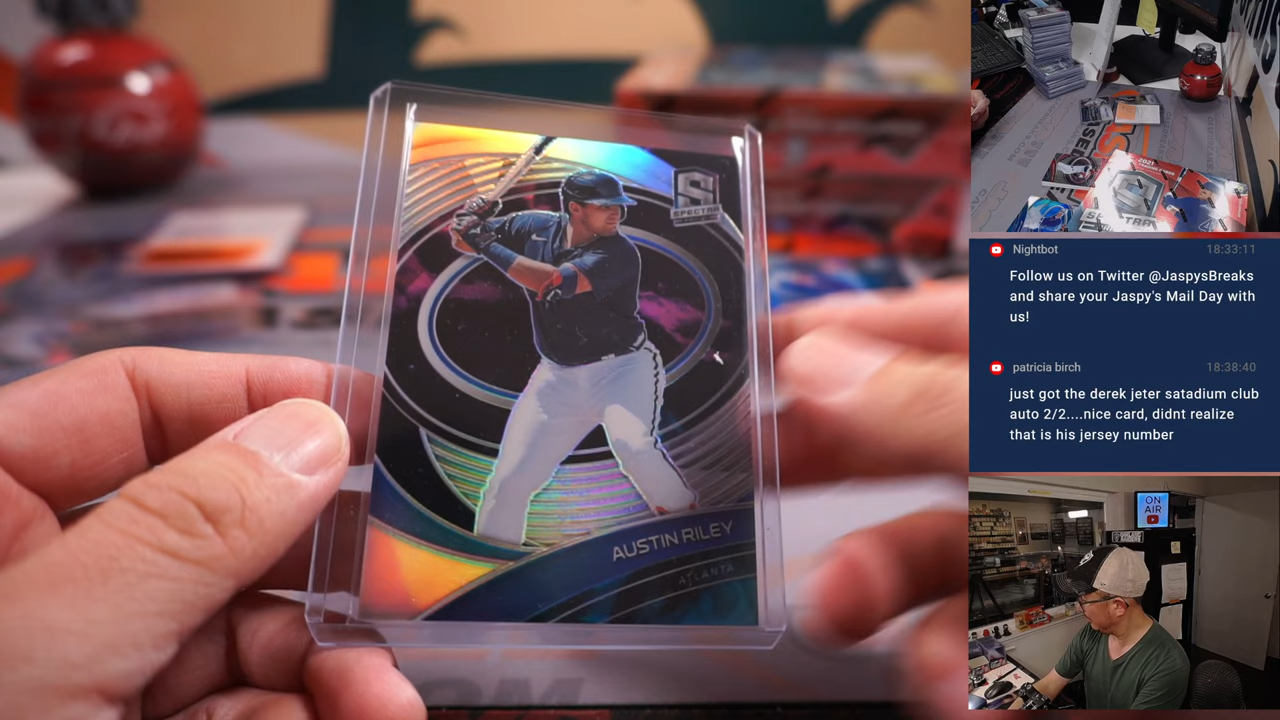 S
SPECTRA
AUSTIN RILEY
ATLANTA
2021
SPECTRA
Nightbot 18:33:11
Follow us on Twitter @JaspysBreaks
and share your Jaspy's Mail Day with
us!
patricia birch 18:38:40
just got the derek jeter satadium club
auto 2/2....nice card, didnt realize
that is his jersey number
ON
AIR